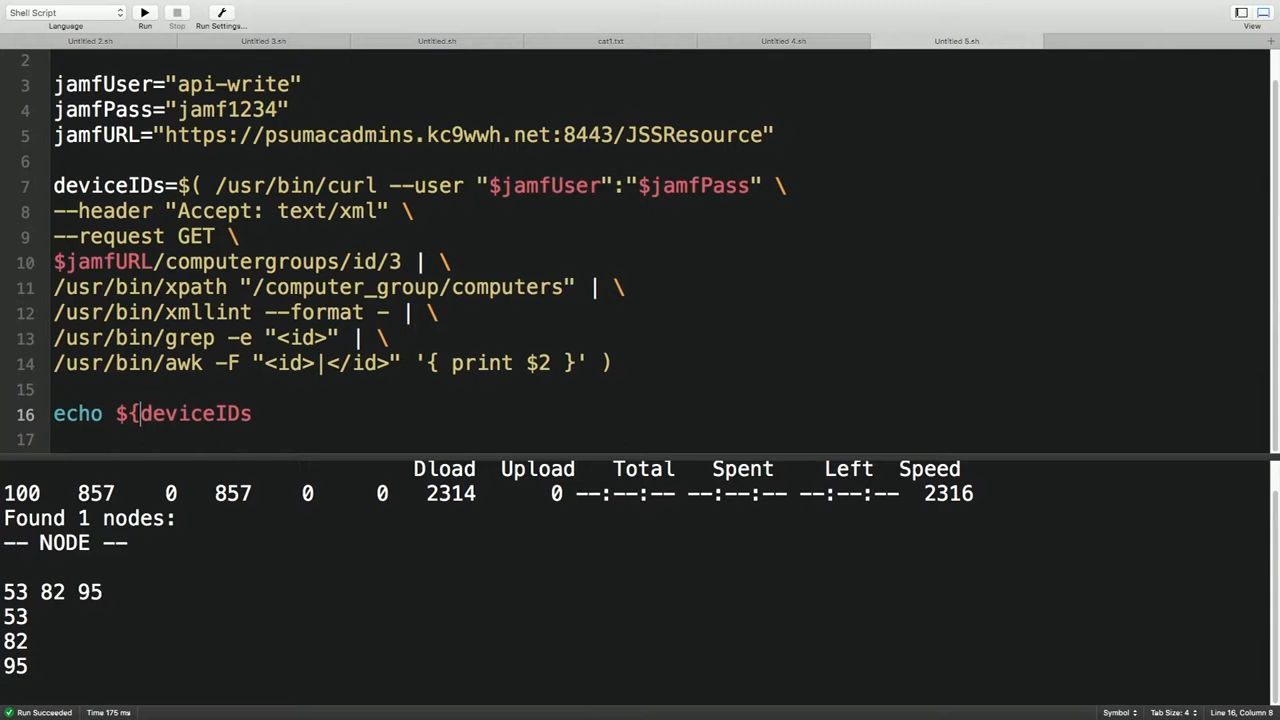 Shell Script
Language
Run
Stop
Run Settings...
View
Untitled 2.sh
Untitled 3.sh
Untitled.sh
cat1.txt
Untitled 4.sh
Untitled 5.sh
2
3 jamfUser="api-write"
4 jamfPass="jamf1234"
5 jamfURL="https://psumacadmins.kc9wwh.net:8443/JSSResource"
6
7 deviceIDs=$( /usr/bin/curl --user "$jamfUser":"$jamfPass" \
8 --header "Accept: text/xml" \
9 --request GET \
10 $jamfURL/computergroups/id/3 | \
11 /usr/bin/xpath "/computer_group/computers" | \
12 /usr/bin/xmllint --format - | \
13 /usr/bin/grep -e "<id>" | \
14 /usr/bin/awk -F "<id>|</id>" '{ print $2 }' )
15
16 echo ${deviceIDs
17
Dload Upload Total Spent Left Speed
100 857 0 857 0 0 2314 0 --:--:-- --:--:-- --:--:-- 2316
Found 1 nodes:
-- NODE --
53 82 95
53
82
95
Run Succeeded Time 175 ms Symbol Tab Size: 4 Line 16, Column 8